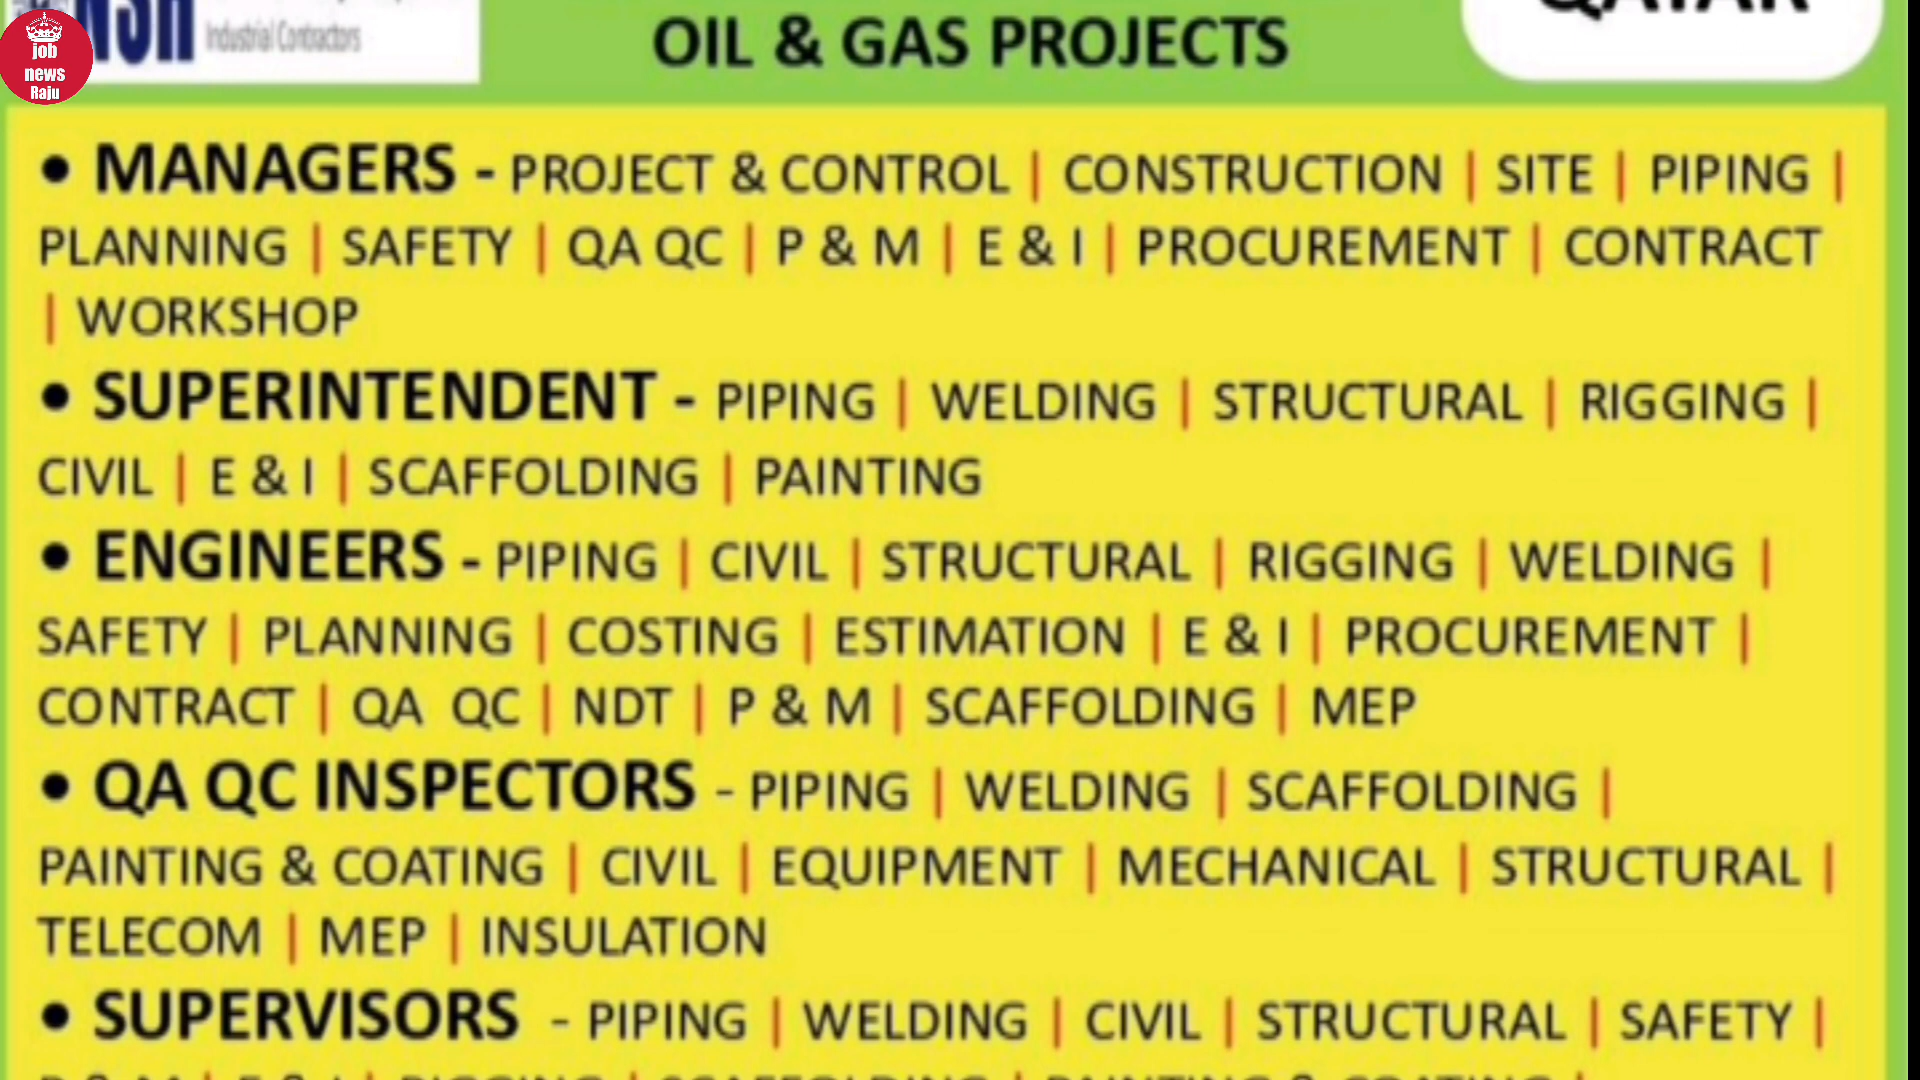 NSH
Industrial Contractors
job
news
Raju
OIL & GAS PROJECTS
QATAR
• MANAGERS - PROJECT & CONTROL | CONSTRUCTION | SITE | PIPING |
PLANNING | SAFETY | QA QC | P & M | E & I | PROCUREMENT | CONTRACT
| WORKSHOP
• SUPERINTENDENT - PIPING | WELDING | STRUCTURAL | RIGGING |
CIVIL | E & I | SCAFFOLDING | PAINTING
• ENGINEERS - PIPING | CIVIL | STRUCTURAL | RIGGING | WELDING |
SAFETY | PLANNING | COSTING | ESTIMATION | E & I | PROCUREMENT |
CONTRACT | QA QC | NDT | P & M | SCAFFOLDING | MEP
• QA QC INSPECTORS - PIPING | WELDING | SCAFFOLDING |
PAINTING & COATING | CIVIL | EQUIPMENT | MECHANICAL | STRUCTURAL |
TELECOM | MEP | INSULATION
• SUPERVISORS - PIPING | WELDING | CIVIL | STRUCTURAL | SAFETY |